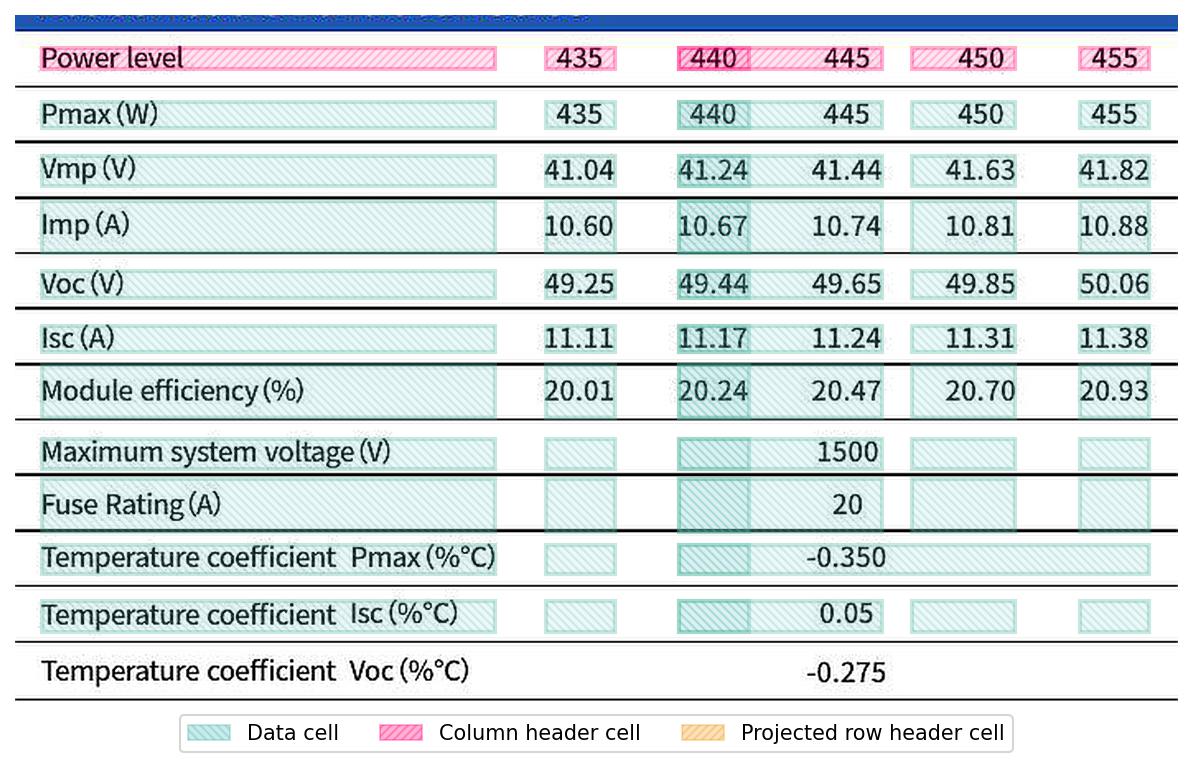 Power level 435 440 445 450 455
Pmax (W) 435 440 445 450 455
Vmp (V) 41.04 41.24 41.44 41.63 41.82
Imp (A) 10.60 10.67 10.74 10.81 10.88
Voc (V) 49.25 49.44 49.65 49.85 50.06
Isc (A) 11.11 11.17 11.24 11.31 11.38
Module efficiency (%) 20.01 20.24 20.47 20.70 20.93
Maximum system voltage (V) 1500
Fuse Rating (A) 20
Temperature coefficient Pmax (%°C) -0.350
Temperature coefficient Isc (%°C) 0.05
Temperature coefficient Voc (%°C) -0.275
Data cell Column header cell Projected row header cell